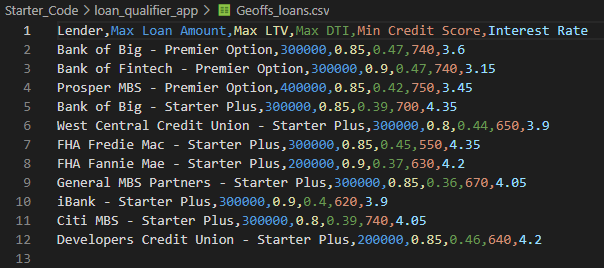 Starter_Code > loan_qualifier_app > Geoffs_loans.csv
1 Lender,Max Loan Amount,Max LTV,Max DTI,Min Credit Score,Interest Rate
2 Bank of Big - Premier Option,300000,0.85,0.47,740,3.6
3 Bank of Fintech - Premier Option,300000,0.9,0.47,740,3.15
4 Prosper MBS - Premier Option,400000,0.85,0.42,750,3.45
5 Bank of Big - Starter Plus,300000,0.85,0.39,700,4.35
6 West Central Credit Union - Starter Plus,300000,0.8,0.44,650,3.9
7 FHA Fredie Mac - Starter Plus,300000,0.85,0.45,550,4.35
8 FHA Fannie Mae - Starter Plus,200000,0.9,0.37,630,4.2
9 General MBS Partners - Starter Plus,300000,0.85,0.36,670,4.05
10 iBank - Starter Plus,300000,0.9,0.4,620,3.9
11 Citi MBS - Starter Plus,300000,0.8,0.39,740,4.05
12 Developers Credit Union - Starter Plus,200000,0.85,0.46,640,4.2
13